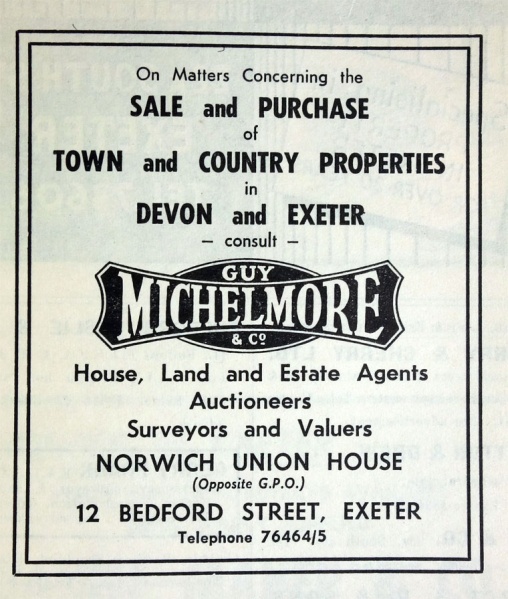 On Matters Concerning the
SALE and PURCHASE
of
TOWN and COUNTRY PROPERTIES
in
DEVON and EXETER
– consult –
GUY
MICHELMORE
& Co
House, Land and Estate Agents
Auctioneers
Surveyors and Valuers
NORWICH UNION HOUSE
(Opposite G.P.O.)
12 BEDFORD STREET, EXETER
Telephone 76464/5